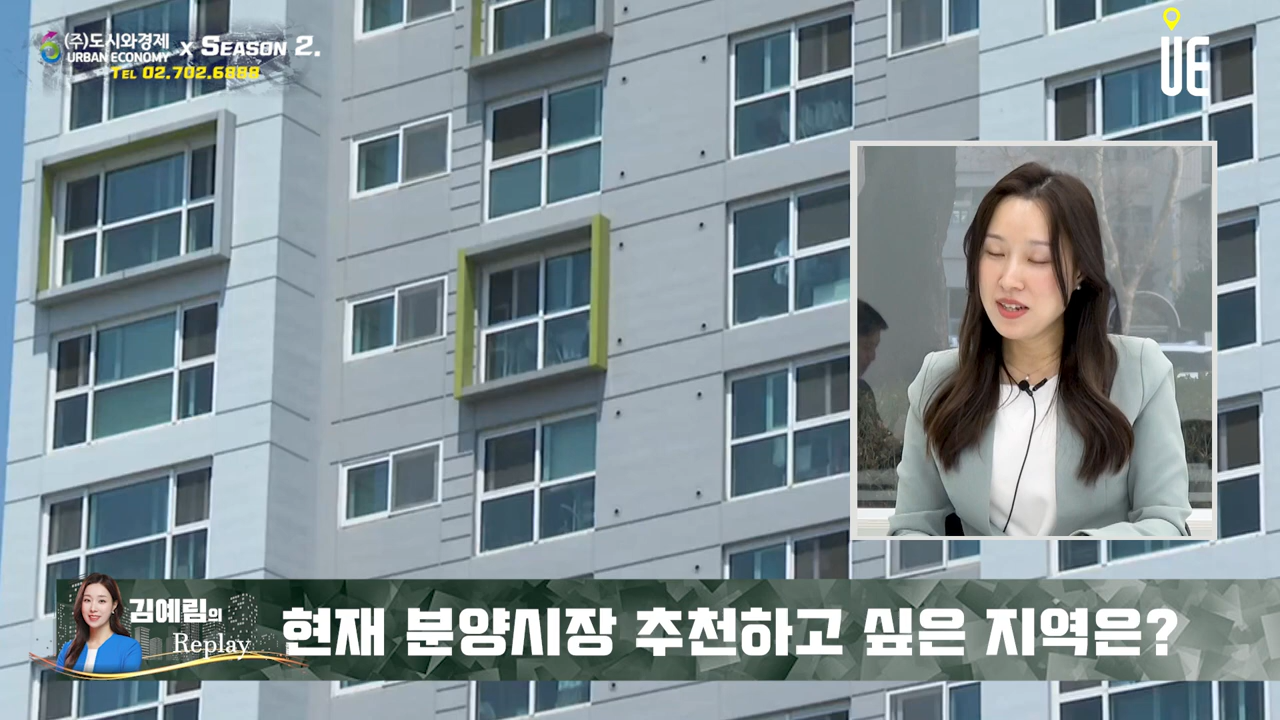 (주)도시와경제
URBAN ECONOMY
X SEASON 2.
TEL 02.702.6888
UE
김예림의
Replay
현재 분양시장 추천하고 싶은 지역은?